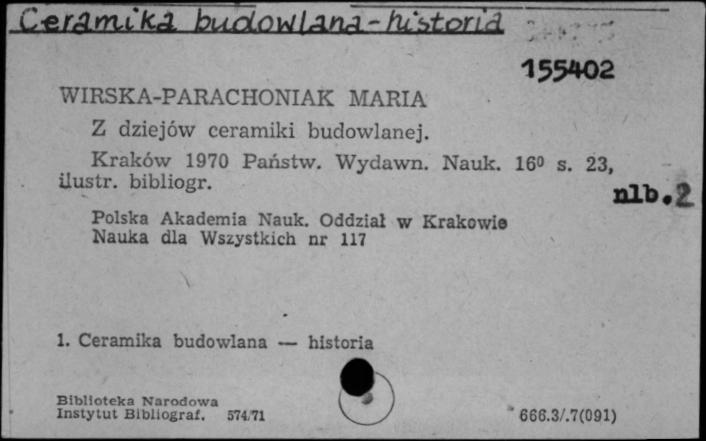 Ceramika budowlana-historia
155402
WIRSKA-PARACHONIAK MARIA
Z dziejów ceramiki budowlanej.
Kraków 1970 Państw. Wydawn. Nauk. 16⁰ s. 23,
ilustr. bibliogr.
nlb.2
Polska Akademia Nauk. Oddział w Krakowie
Nauka dla Wszystkich nr 117
1. Ceramika budowlana — historia
Biblioteka Narodowa
Instytut Bibliograf. 574/71
666.3/.7(091)